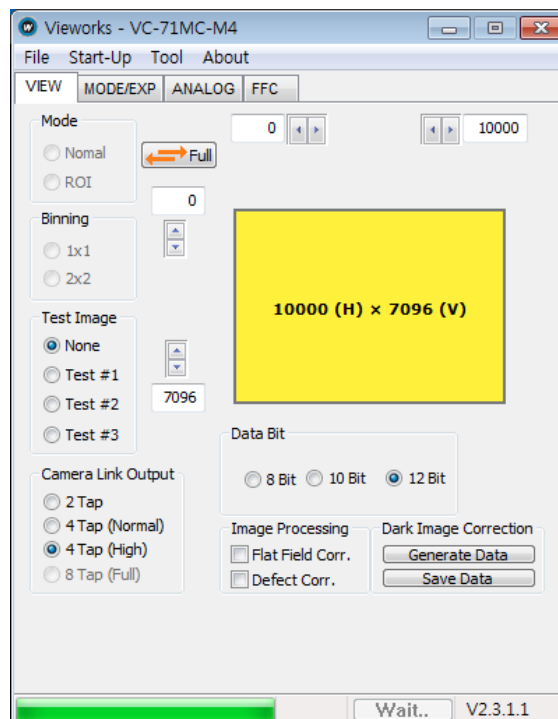 Vieworks - VC-71MC-M4
File Start-Up Tool About
VIEW MODE/EXP ANALOG FFC
Mode
Nomal
ROI
Full
0
10000
0
Binning
1x1
2x2
10000 (H) × 7096 (V)
Test Image
None
Test #1
Test #2
Test #3
7096
Data Bit
8 Bit 10 Bit 12 Bit
Camera Link Output
2 Tap
4 Tap (Normal)
4 Tap (High)
8 Tap (Full)
Image Processing
Flat Field Corr.
Defect Corr.
Dark Image Correction
Generate Data
Save Data
Wait.. V2.3.1.1